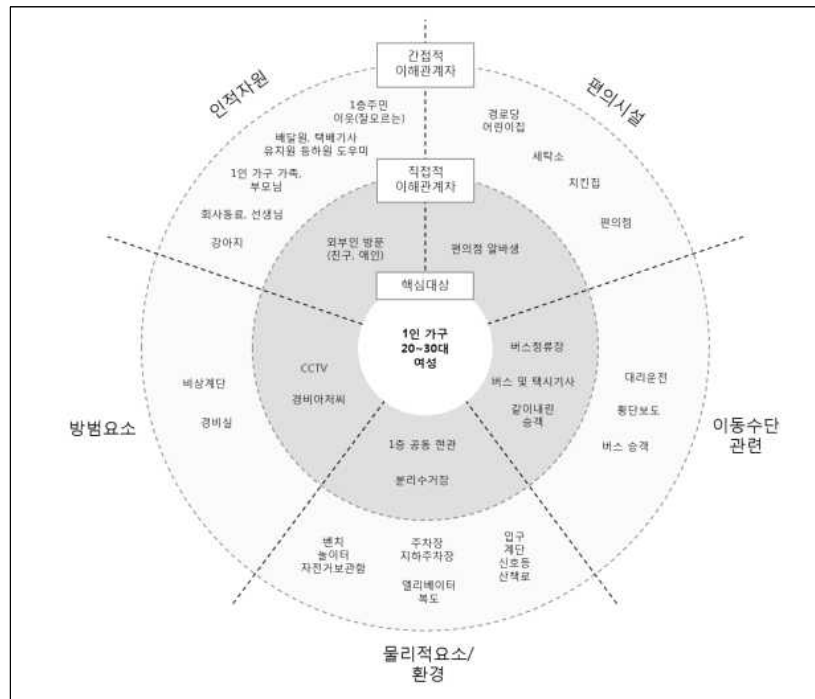 간접적
이해관계자
인적자원
편의시설
1층주민
이웃(잘모르는)
배달원, 택배기사
유치원 등하원 도우미
1인 가구 가족,
부모님
회사동료, 선생님
강아지
경로당
어린이집
세탁소
치킨집
편의점
직접적
이해관계자
외부인 방문
(친구, 애인)
편의점 알바생
핵심대상
1인 가구
20~30대
여성
CCTV
경비아저씨
버스정류장
버스 및 택시기사
같이내린
승객
1층 공동 현관
분리수거장
비상계단
경비실
방범요소
대리운전
횡단보도
버스 승객
이동수단
관련
벤치
놀이터
자전거보관함
주차장
지하주차장
엘리베이터
복도
입구
계단
신호등
산책로
물리적요소/
환경